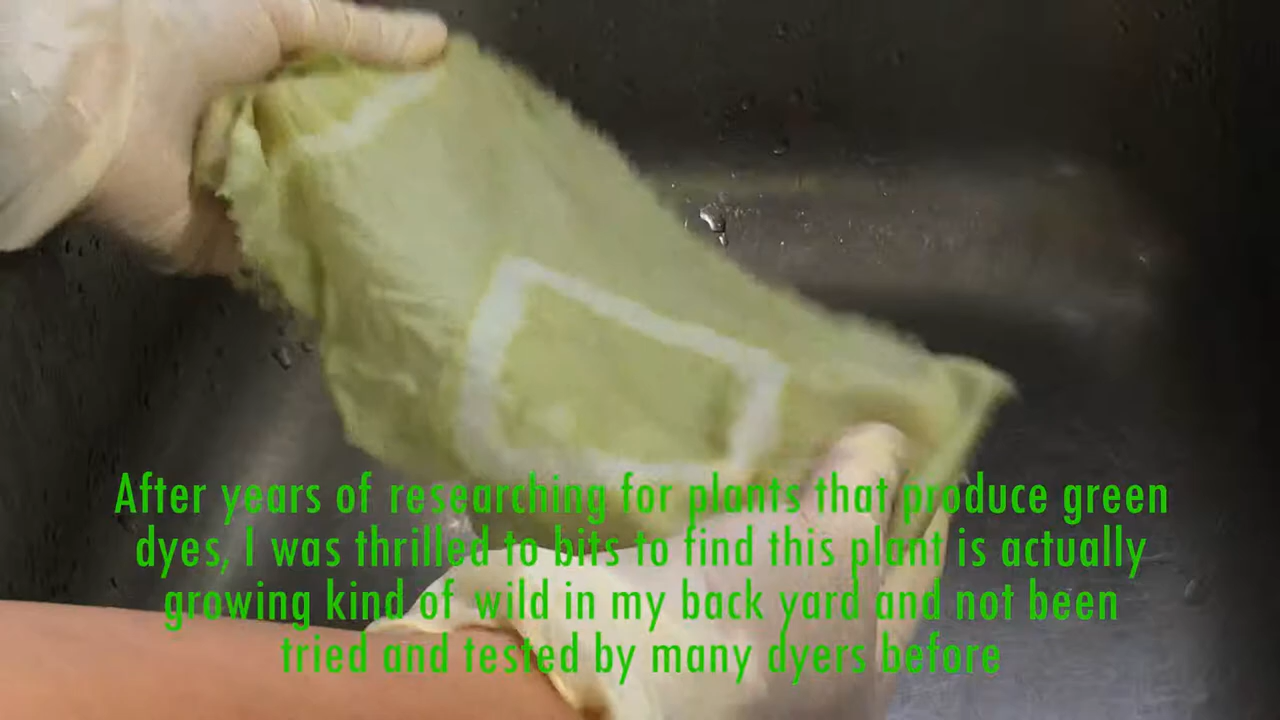 After years of researching for plants that produce green
dyes, I was thrilled to bits to find this plant is actually
growing kind of wild in my back yard and not been
tried and tested by many dyers before